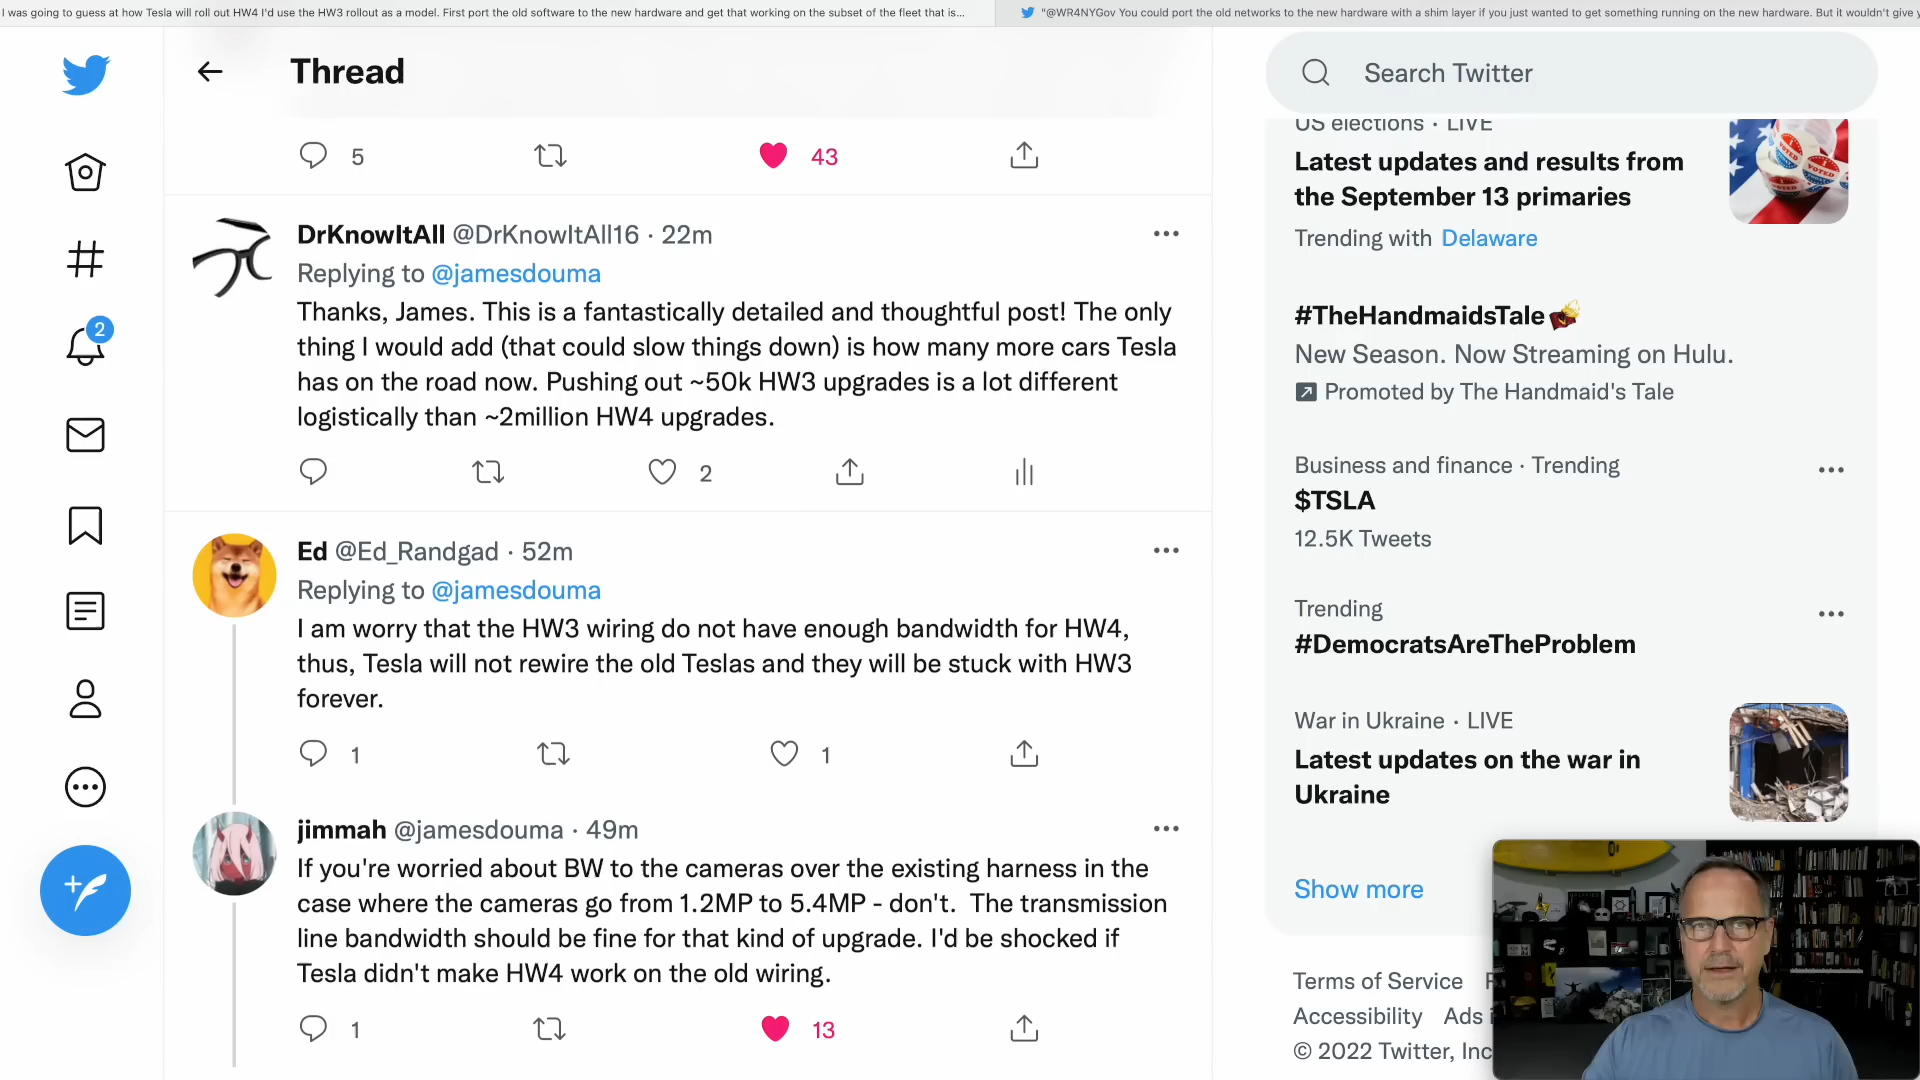 I was going to guess at how Tesla will roll out HW4 I'd use the HW3 rollout as a model. First port the old software to the new hardware and get that working on the subset of the fleet that is...
"@WR4NYGov You could port the old networks to the new hardware with a shim layer if you just wanted to get something running on the new hardware. But it wouldn't give y
Thread
Search Twitter
5
43
US elections · LIVE
Latest updates and results from
the September 13 primaries
Trending with Delaware
DrKnowItAll @DrKnowItAll16 · 22m
Replying to @jamesdouma
Thanks, James. This is a fantastically detailed and thoughtful post! The only
thing I would add (that could slow things down) is how many more cars Tesla
has on the road now. Pushing out ~50k HW3 upgrades is a lot different
logistically than ~2million HW4 upgrades.
2
2
#TheHandmaidsTale
New Season. Now Streaming on Hulu.
Promoted by The Handmaid's Tale
Business and finance · Trending
$TSLA
12.5K Tweets
Ed @Ed_Randgad · 52m
Replying to @jamesdouma
I am worry that the HW3 wiring do not have enough bandwidth for HW4,
thus, Tesla will not rewire the old Teslas and they will be stuck with HW3
forever.
1
1
Trending
#DemocratsAreTheProblem
War in Ukraine · LIVE
Latest updates on the war in
Ukraine
Show more
jimmah @jamesdouma · 49m
If you're worried about BW to the cameras over the existing harness in the
case where the cameras go from 1.2MP to 5.4MP - don't. The transmission
line bandwidth should be fine for that kind of upgrade. I'd be shocked if
Tesla didn't make HW4 work on the old wiring.
1
13
Terms of Service
Accessibility Ads
© 2022 Twitter, Inc